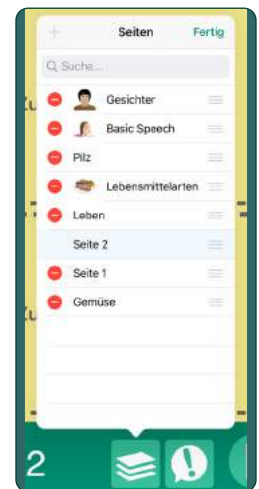 + Seiten Fertig
Suche...
Gesichter
Basic Speech
Pilz
Lebensmittelarten
Leben
Seite 2
Seite 1
Gemüse
2